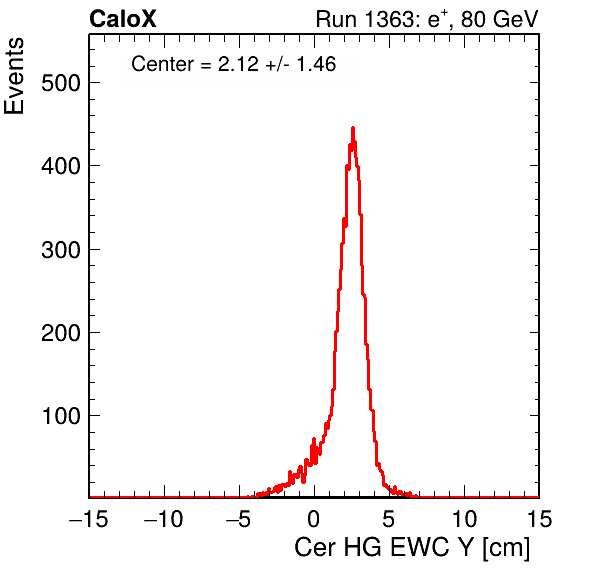 CaloX Run 1363: e⁺, 80 GeV
Center = 2.12 +/- 1.46
Events
500
400
300
200
100
−15 −10 −5 0 5 10 15
Cer HG EWC Y [cm]